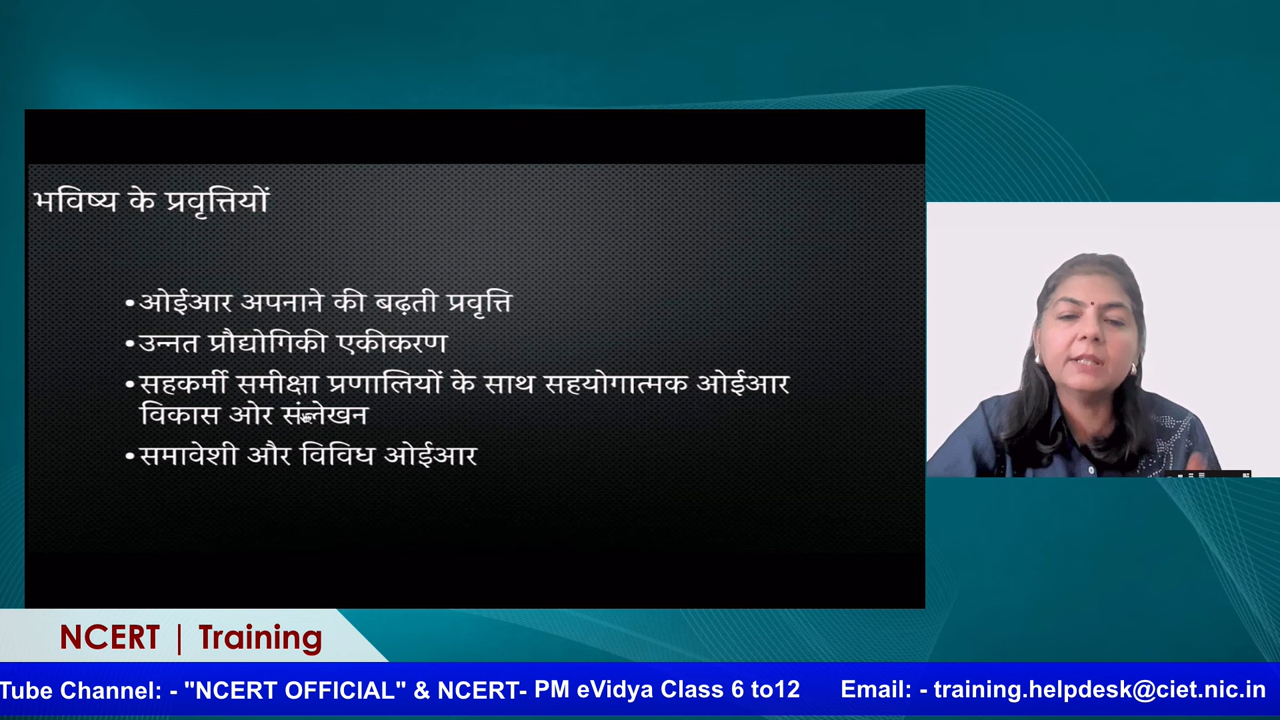 भविष्य के प्रवृत्तियों
•ओईआर अपनाने की बढ़ती प्रवृत्ति
•उन्नत प्रौद्योगिकी एकीकरण
•सहकर्मी समीक्षा प्रणालियों के साथ सहयोगात्मक ओईआर
विकास ओर
•समावेशी और विविध ओईआर
NCERT | Training
Tube Channel: - "NCERT OFFICIAL" & NCERT- PM eVidya Class 6 to12 Email: - training.helpdesk@ciet.nic.in